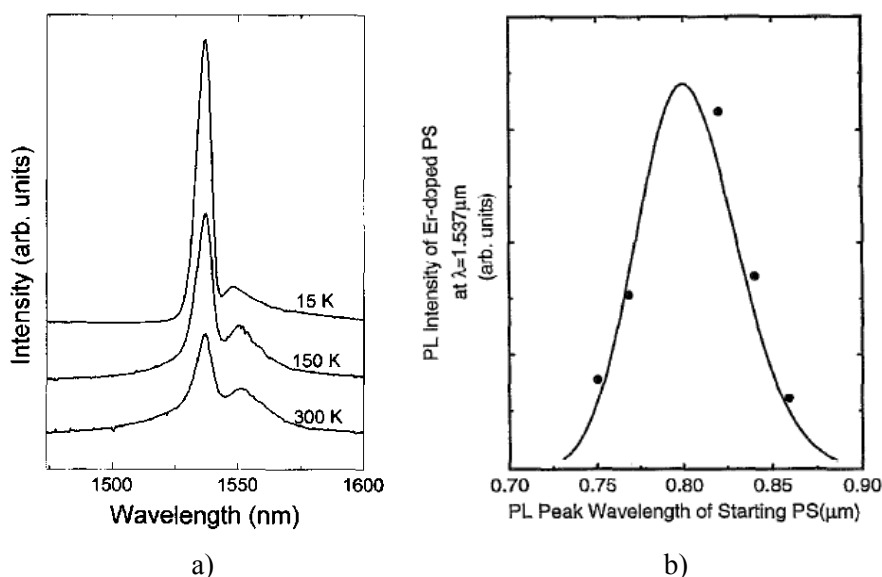 Intensity (arb. units)
15 K
150 K
300 K
1500
1550
1600
Wavelength (nm)
a)
PL Intensity of Er-doped PS
at λ=1.537μm
(arb. units)
0.70
0.75
0.80
0.85
0.90
PL Peak Wavelength of Starting PS(μm)
b)